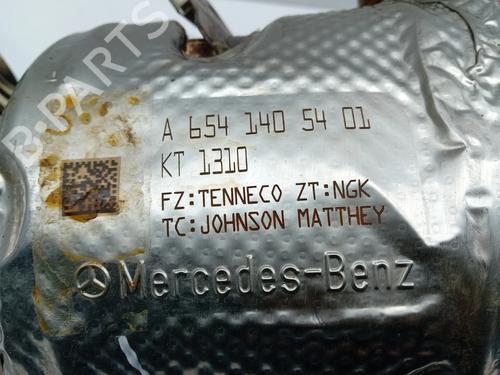 B-PARTS
A 654 140 54 01
KT 1310
FZ:TENNECO ZT:NGK
TC:JOHNSON MATTHEY
Mercedes-Benz